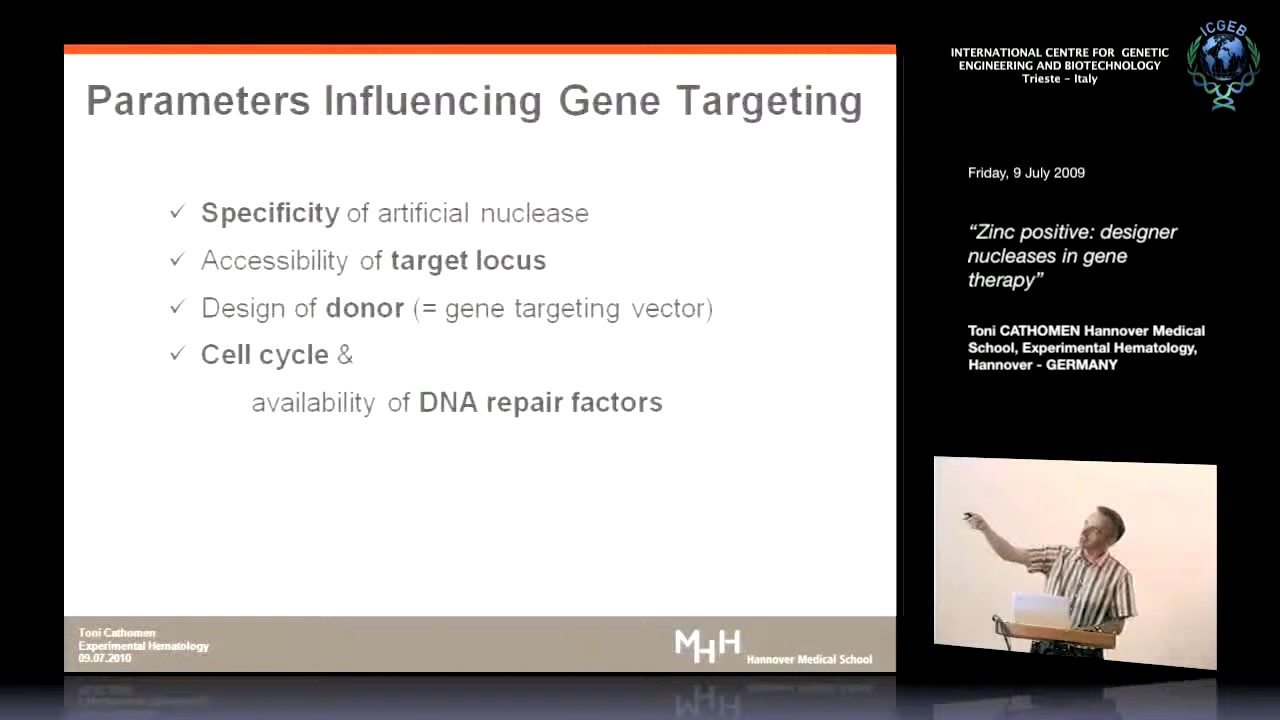 Parameters Influencing Gene Targeting
✓ Specificity of artificial nuclease
✓ Accessibility of target locus
✓ Design of donor (= gene targeting vector)
✓ Cell cycle &
availability of DNA repair factors
Toni Cathomen
Experimental Hematology
09.07.2010
MHH
Hannover Medical School
INTERNATIONAL CENTRE FOR GENETIC
ENGINEERING AND BIOTECHNOLOGY
Trieste - Italy
ICGEB
Friday, 9 July 2009
“Zinc positive: designer
nucleases in gene
therapy”
Toni CATHOMEN Hannover Medical
School, Experimental Hematology,
Hannover - GERMANY